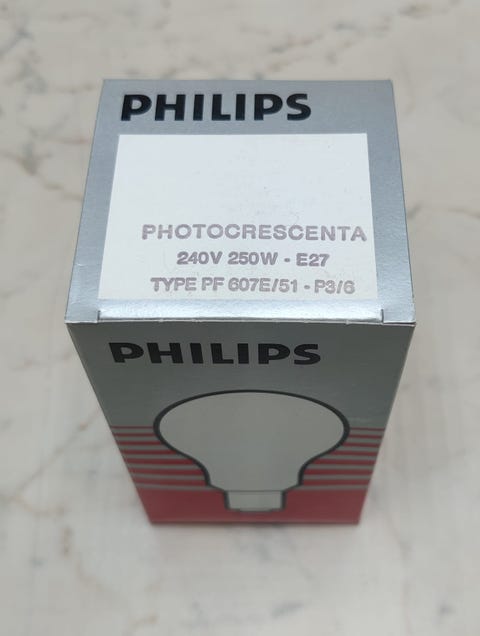 PHILIPS
PHOTOCRESCENTA
240V 250W - E27
TYPE PF 607E/51 - P3/6
PHILIPS